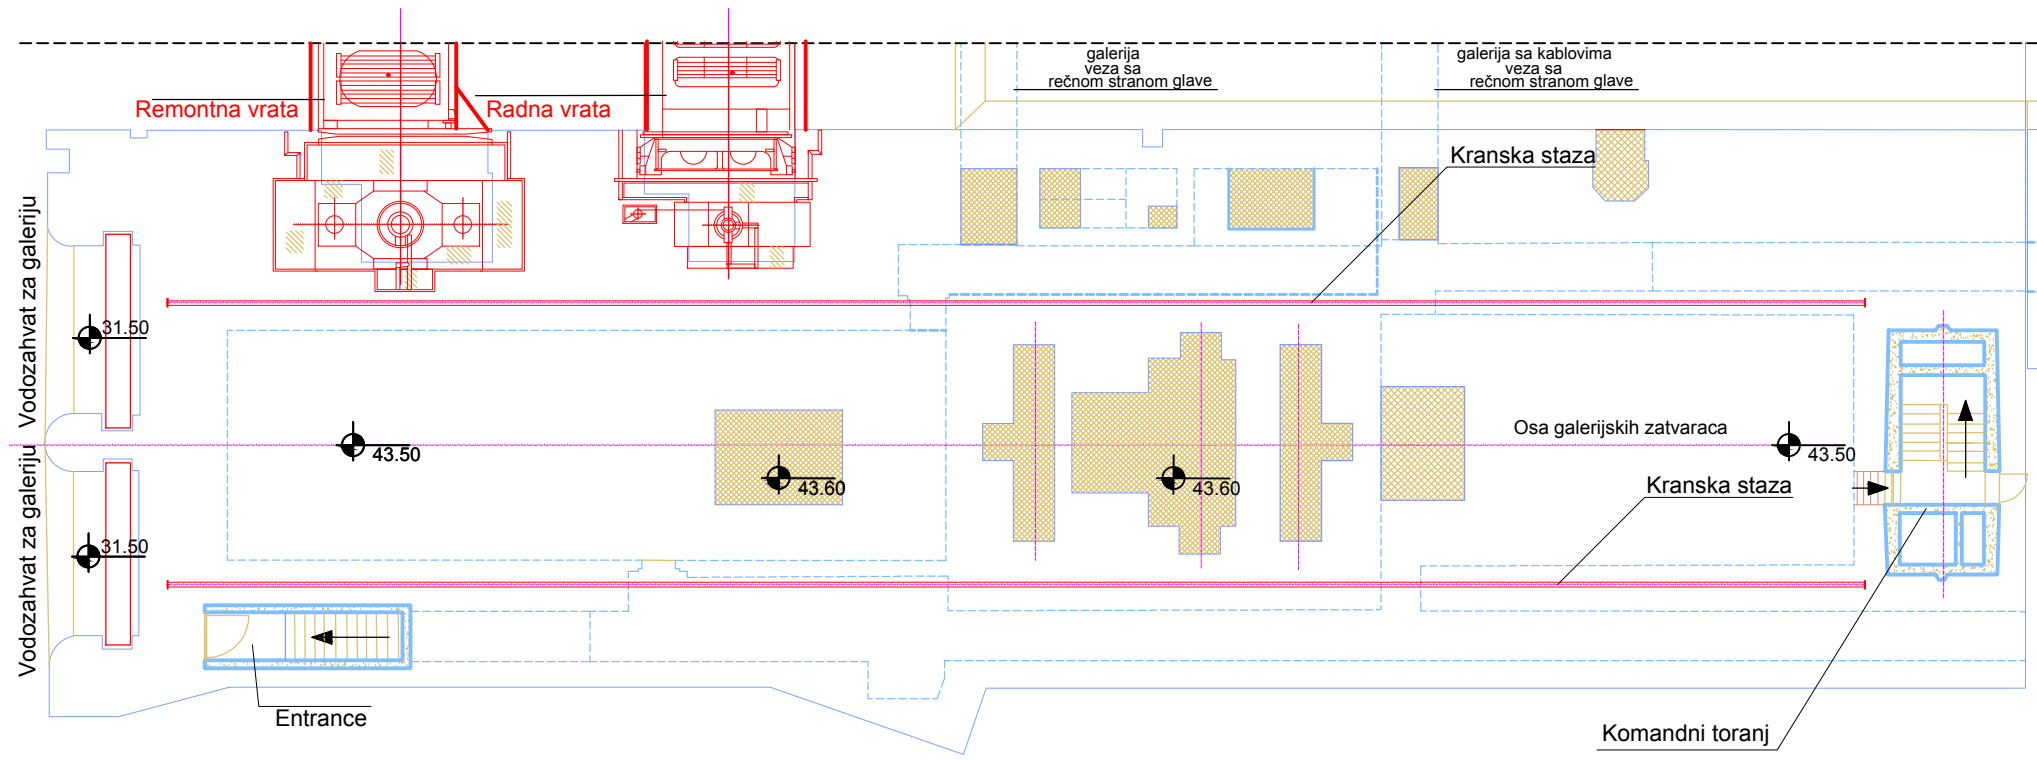 galerija
veza sa
rečnom stranom glave
galerija sa kablovima
veza sa
rečnom stranom glave
Remontna vrata
Radna vrata
Kranska staza
Vodozahvat za galeriju
31.50
43.50
43.60
43.60
Osa galerijskih zatvaraca
43.50
Kranska staza
Vodozahvat za galeriju
31.50
Entrance
Komandni toranj